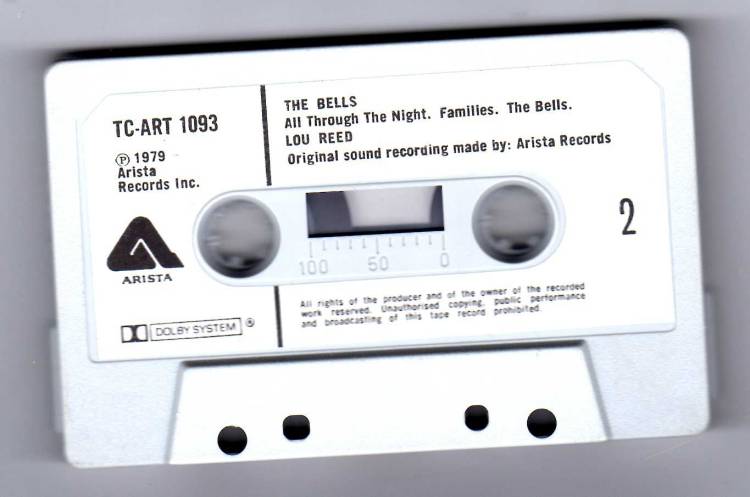 TC-ART 1093
℗ 1979
Arista
Records Inc.
ARISTA
DOLBY SYSTEM ®
THE BELLS
All Through The Night. Families. The Bells.
LOU REED
Original sound recording made by: Arista Records
2
100 50 0
All rights of the producer and of the owner of the recorded
work reserved. Unauthorised copying, public performance
and broadcasting of this tape record prohibited.